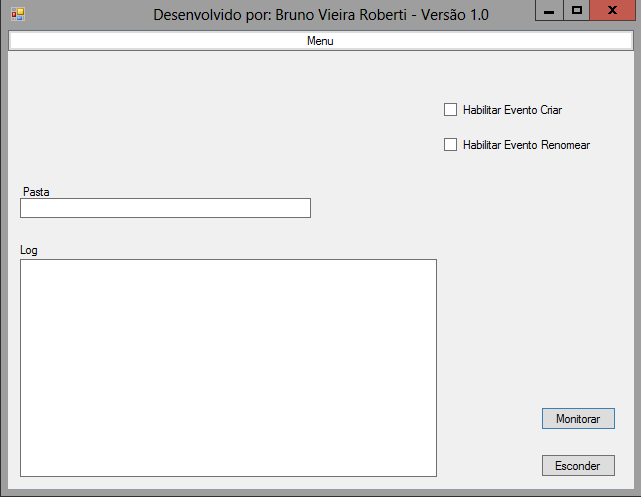 Desenvolvido por: Bruno Vieira Roberti - Versão 1.0
Menu
Habilitar Evento Criar
Habilitar Evento Renomear
Pasta
Log
Monitorar
Esconder